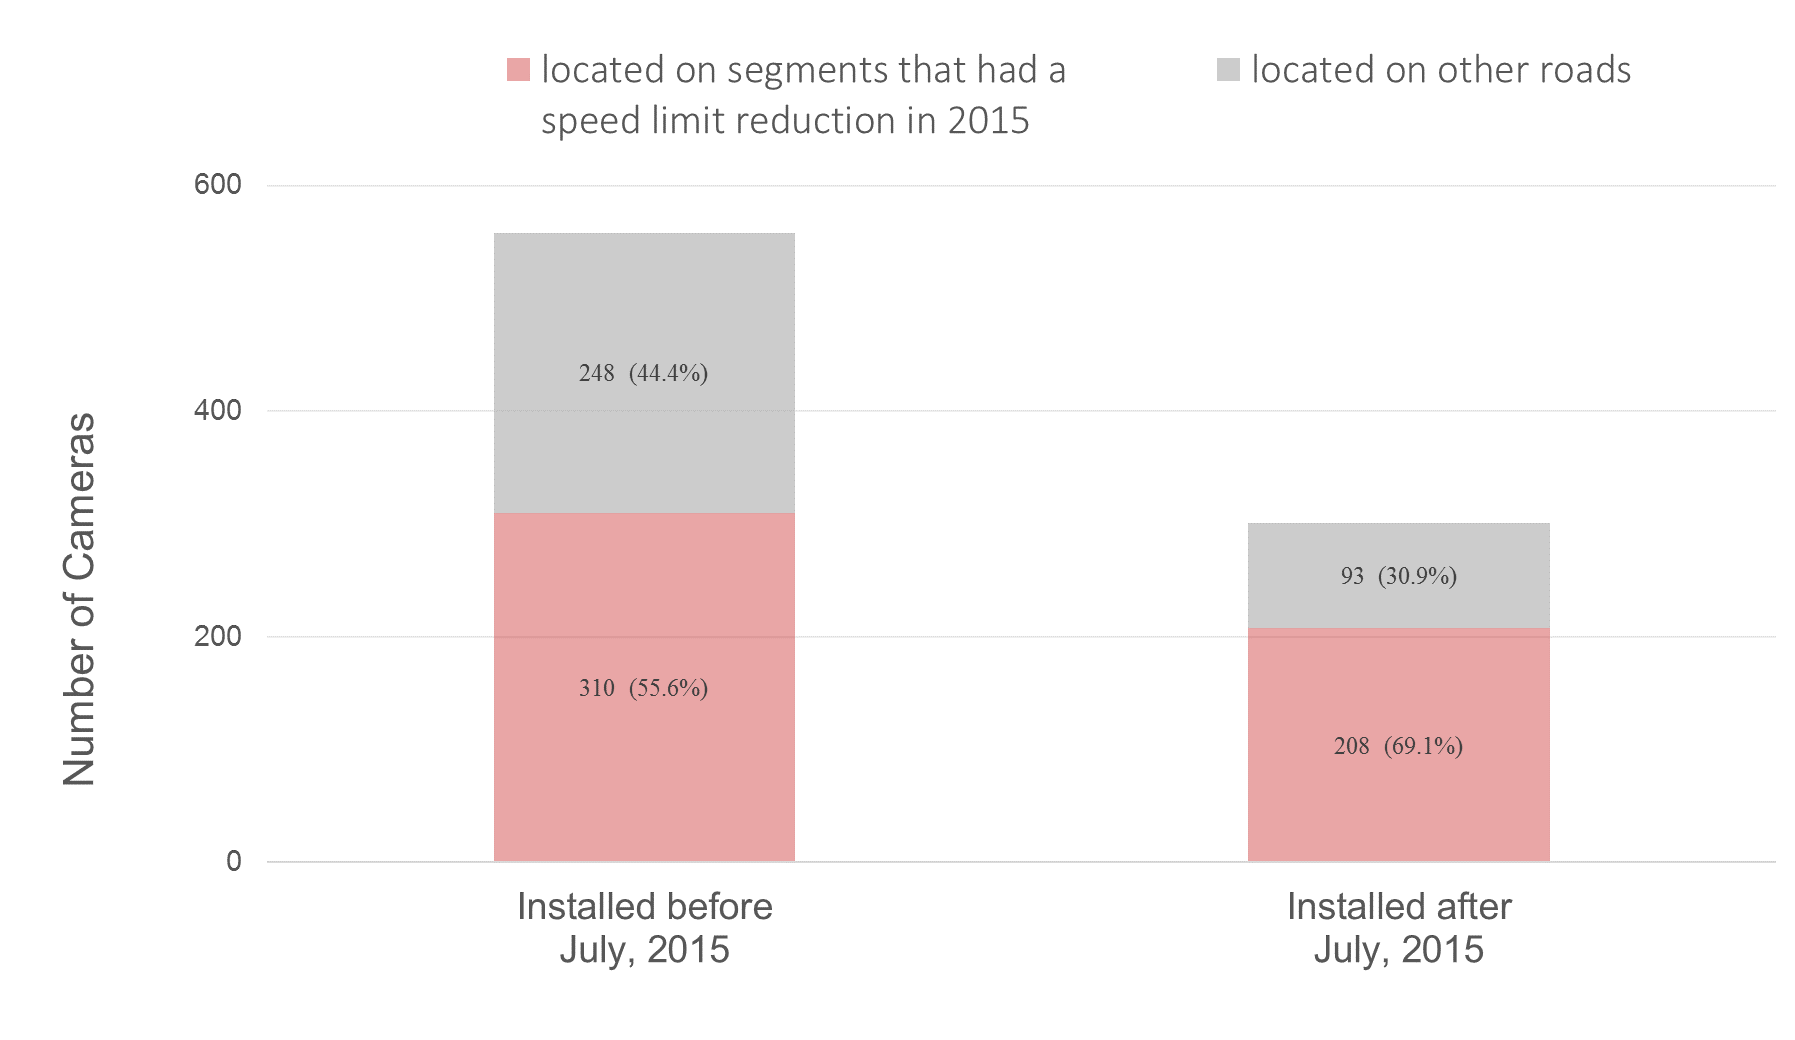 located on segments that had a
speed limit reduction in 2015
located on other roads
600
400
200
0
Number of Cameras
248 (44.4%)
310 (55.6%)
93 (30.9%)
208 (69.1%)
Installed before
July, 2015
Installed after
July, 2015